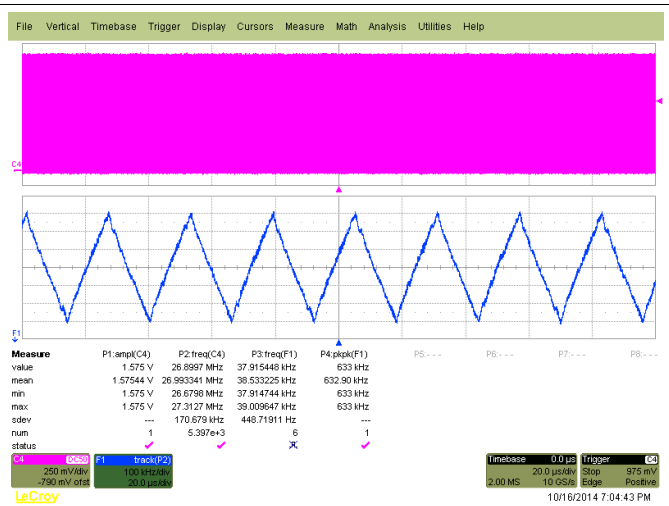 File Vertical Timebase Trigger Display Cursors Measure Math Analysis Utilities Help
C4
F1
Measure P1:ampl(C4) P2:freq(C4) P3:freq(F1) P4:pkpk(F1) P5:- - - P6:- - - P7:- - - P8:- - -
value 1.575 V 26.8997 MHz 37.915448 kHz 633 kHz
mean 1.57544 V 26.993341 MHz 38.533225 kHz 632.90 kHz
min 1.575 V 26.6798 MHz 37.914744 kHz 633 kHz
max 1.575 V 27.3127 MHz 39.009647 kHz 633 kHz
sdev --- 170.679 kHz 448.71911 Hz ---
num 1 5.397e+3 6 1
status
C4 DC50 F1 track(P2) Timebase 0.0 µs Trigger C4
250 mV/div 100 kHz/div 20.0 µs/div Stop 975 mV
-790 mV ofst 20.0 µs/div 2.00 MS 10 GS/s Edge Positive
LeCroy 10/16/2014 7:04:43 PM